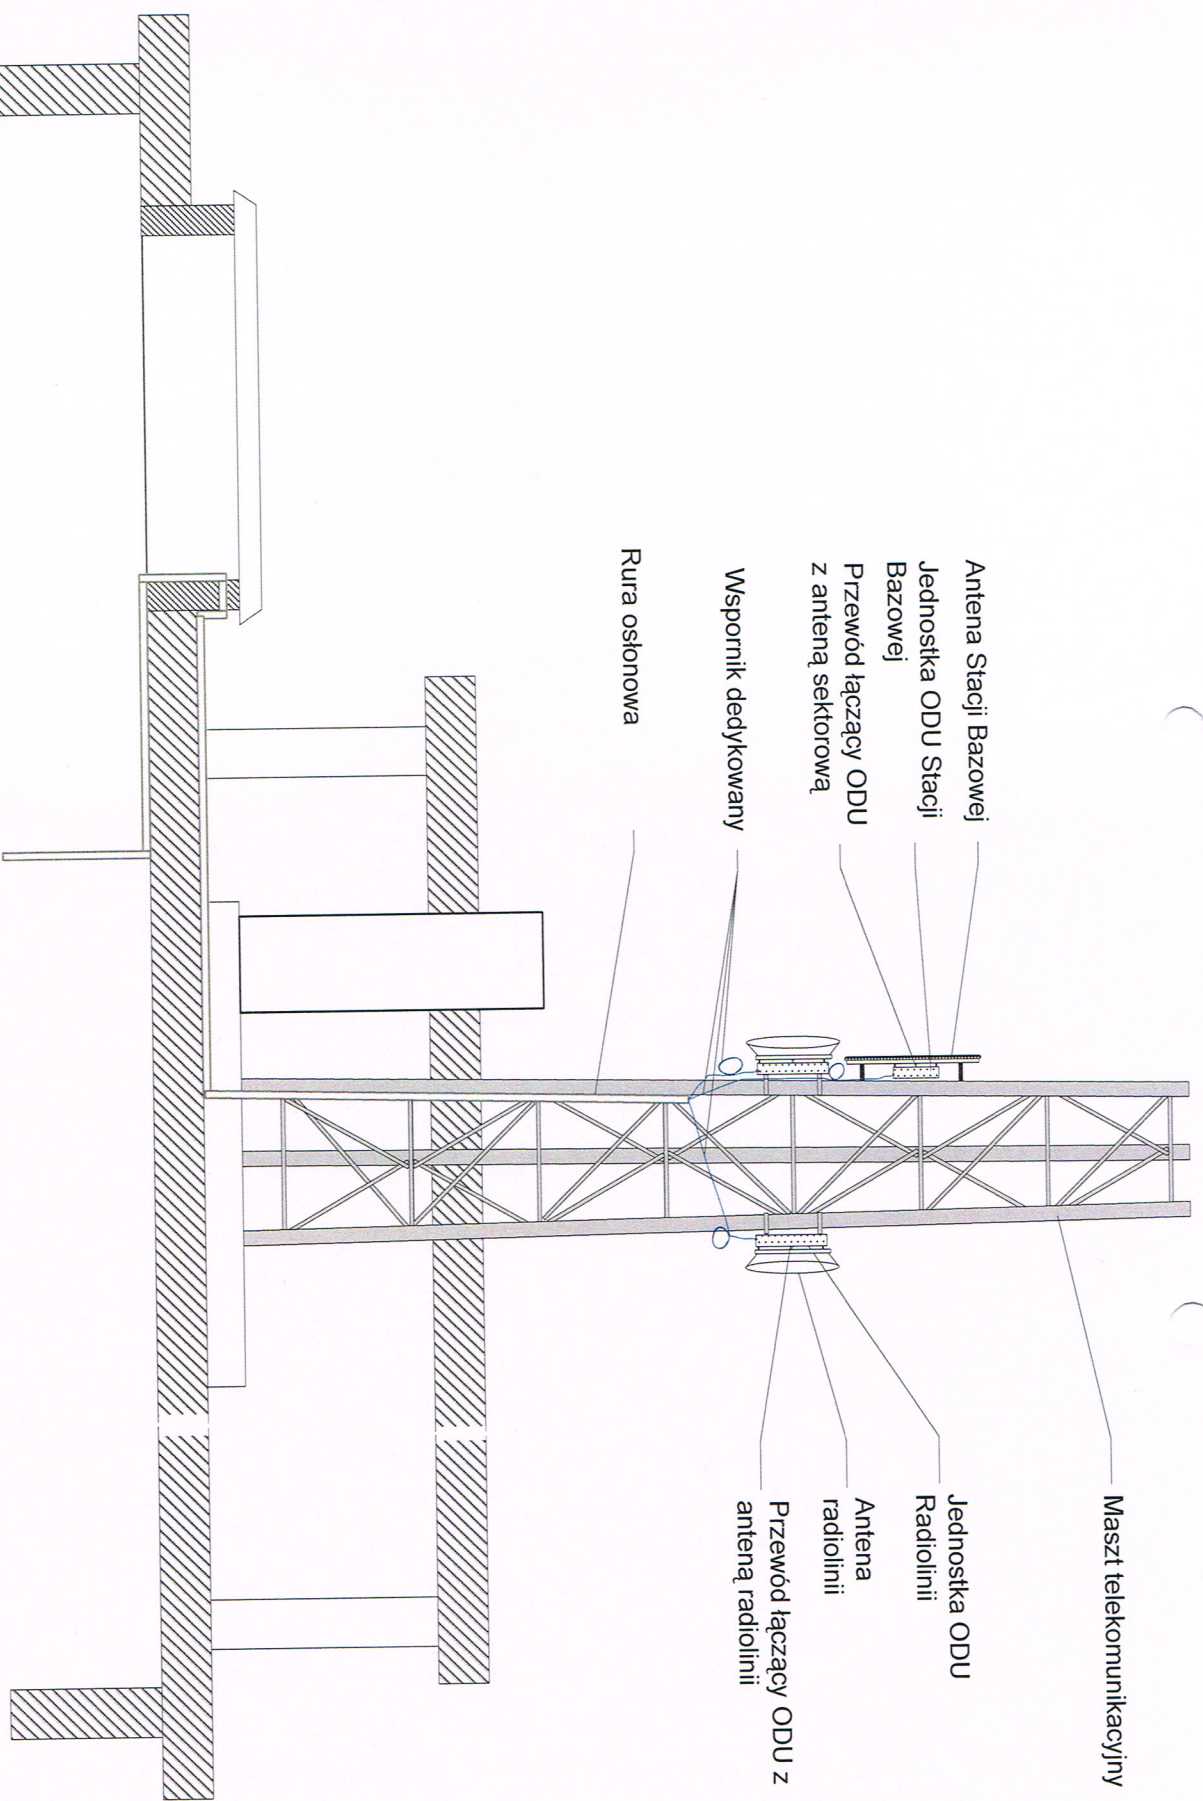 Antena Stacji Bazowej
Jednostka ODU Stacji
Bazowej
Przewód łączący ODU
z anteną sektorową
Wspornik dedykowany
Rura osłonowa
Maszt telekomunikacyjny
Jednostka ODU
Radiolinii
Antena
radiolinii
Przewód łączący ODU z
anteną radiolinii